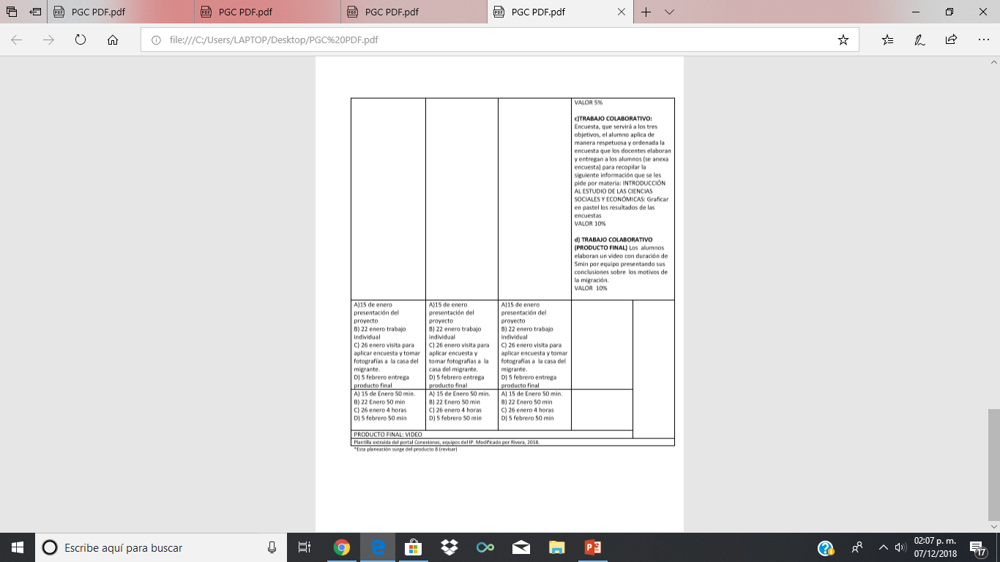 PGC PDF.pdf
PGC PDF.pdf
PGC PDF.pdf
PGC PDF.pdf
file:///C:/Users/LAPTOP/Desktop/PGC%20PDF.pdf
VALOR 5%
c)TRABAJO COLABORATIVO:
Encuesta, que servirá a los tres
objetivos, el alumno aplica de
manera respetuosa y ordenada la
encuesta que los docentes elaboran
y entregan a los alumnos (se anexa
encuesta) para recopilar la
siguiente información que se les
pide por materia: INTRODUCCIÓN
AL ESTUDIO DE LAS CIENCIAS
SOCIALES Y ECONÓMICAS: Graficar
en pastel los resultados de las
encuestas
VALOR 10%
d) TRABAJO COLABORATIVO
(PRODUCTO FINAL) Los alumnos
elaboran un video con duración de
5min por equipo presentando sus
conclusiones sobre los motivos de
la migración.
VALOR 10%
A)15 de enero
presentación del
proyecto
B) 22 enero trabajo
individual
C) 26 enero visita para
aplicar encuesta y tomar
fotografías a la casa del
migrante.
D) 5 febrero entrega
producto final
A)15 de enero
presentación del
proyecto
B) 22 enero trabajo
individual
C) 26 enero visita para
aplicar encuesta y
tomar fotografías a la
casa del migrante.
D) 5 febrero entrega
producto final
A)15 de enero
presentación del
proyecto
B) 22 enero trabajo
individual
C) 26 enero visita para
aplicar encuesta y tomar
fotografías a la casa del
migrante.
D) 5 febrero entrega
producto final
A) 15 de Enero 50 min.
B) 22 Enero 50 min
C) 26 enero 4 horas
D) 5 febrero 50 min
A) 15 de Enero 50 min.
B) 22 Enero 50 min
C) 26 enero 4 horas
D) 5 febrero 50 min
A) 15 de Enero 50 min.
B) 22 Enero 50 min
C) 26 enero 4 horas
D) 5 febrero 50 min
PRODUCTO FINAL: VIDEO
Plantilla extraida del portal Conexiones, equipos del IP. Modificado por Rivera, 2018.
*Esta planeación surge del producto 8 (revisar)
Escribe aquí para buscar
02:07 p. m.
07/12/2018
17